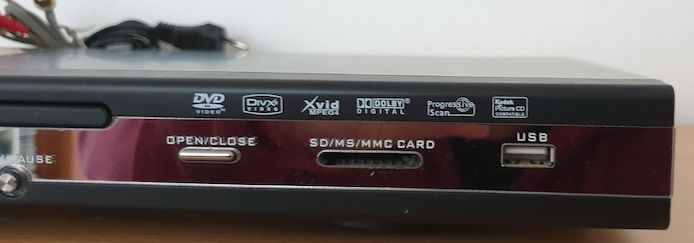 DVD
VIDEO
DivX
VIDEO
Xvid
MPEG4
DOLBY
DIGITAL
Progressive
Scan
Kodak
Picture CD
COMPATIBLE
OPEN/CLOSE
SD/MS/MMC CARD
USB